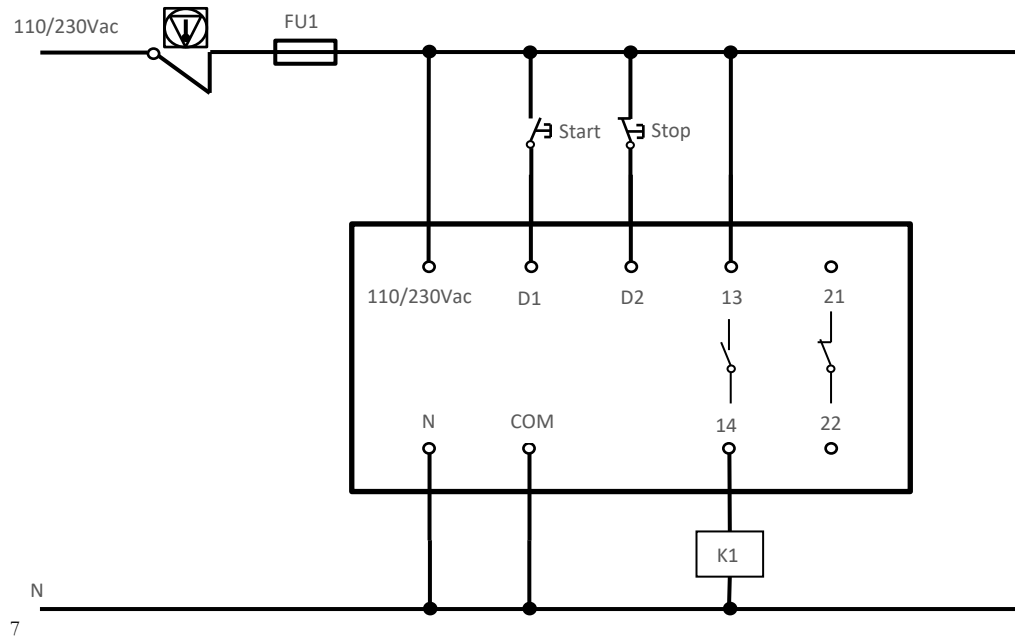 110/230Vac
FU1
Start
Stop
110/230Vac
D1
D2
13
21
N
COM
14
22
K1
N
7